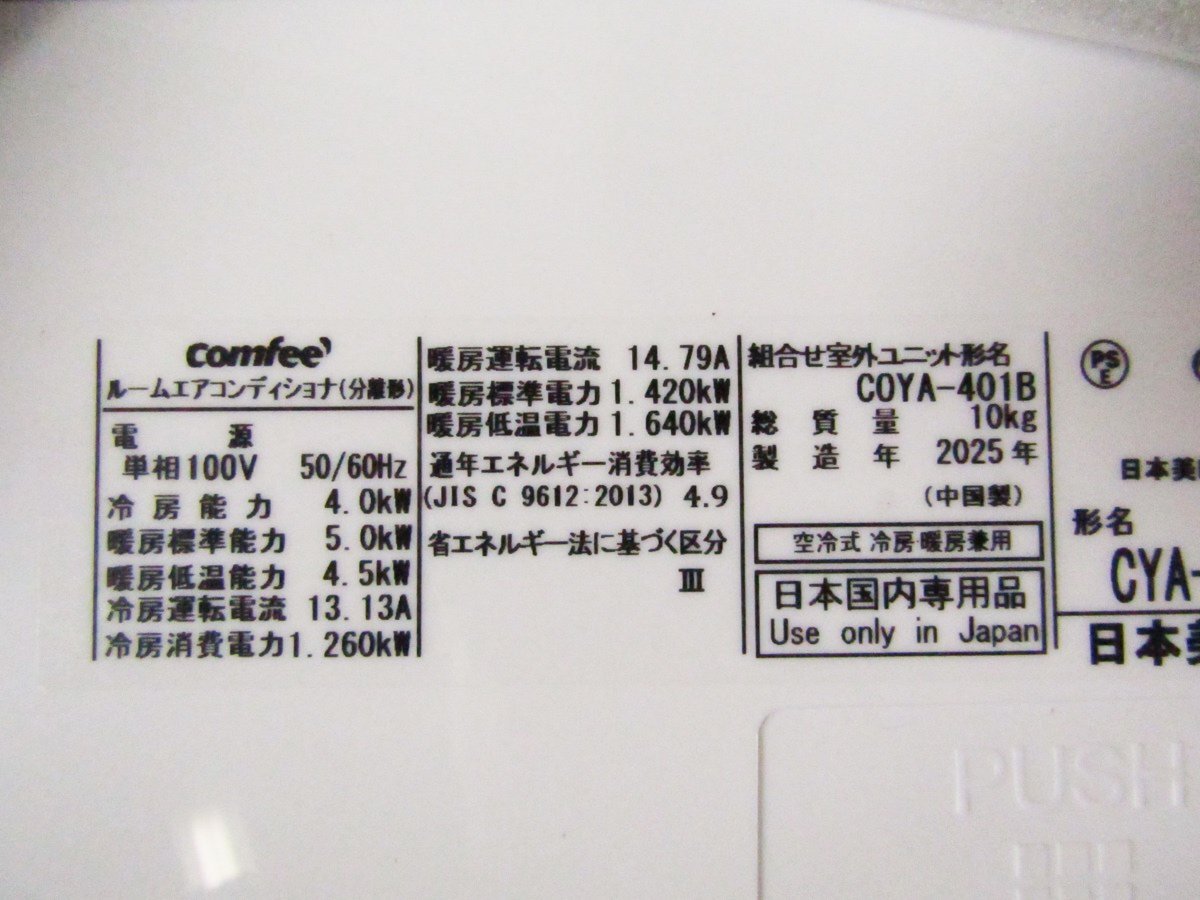 comfee'
ルームエアコンディショナ(分離形)
電 源
単相100V 50/60Hz
冷房能力 4.0kW
暖房標準能力 5.0kW
暖房低温能力 4.5kW
冷房運転電流 13.13A
冷房消費電力 1.260kW
暖房運転電流 14.79A
暖房標準電力 1.420kW
暖房低温電力 1.640kW
通年エネルギー消費効率
(JIS C 9612:2013) 4.9
省エネルギー法に基づく区分
Ⅲ
組合せ室外ユニット形名
COYA-401B
総質量 10kg
製造年 2025年
(中国製)
空冷式 冷房・暖房兼用
日本国内専用品
Use only in Japan
PS
E
日本美
形名
CYA-
日本美
PUSH